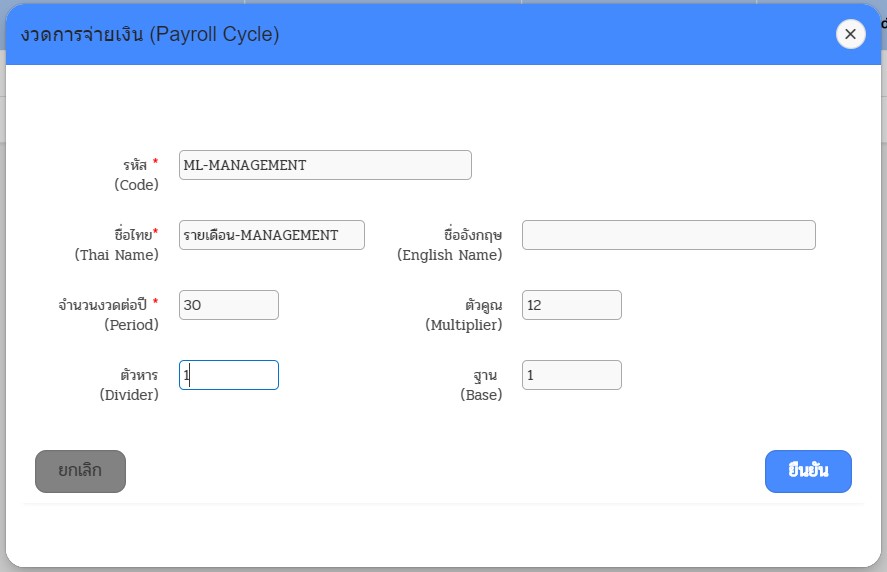 งวดการจ่ายเงิน (Payroll Cycle)
รหัส *
(Code)
ML-MANAGEMENT
ชื่อไทย*
(Thai Name)
รายเดือน-MANAGEMENT
ชื่ออังกฤษ
(English Name)
จำนวนงวดต่อปี *
(Period)
30
ตัวคูณ
(Multiplier)
12
ตัวหาร
(Divider)
1
ฐาน
(Base)
1
ยกเลิก
ยืนยัน